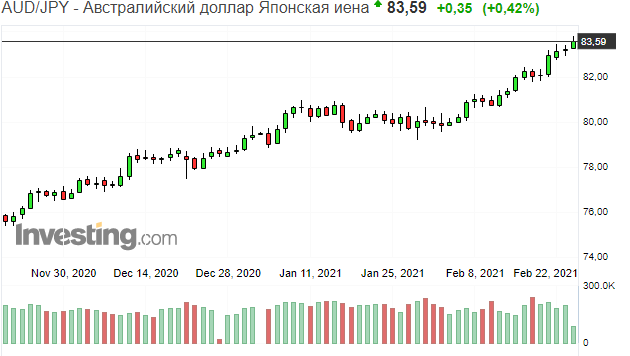 AUD/JPY - Австралийский доллар Японская иена 83,59 +0,35 (+0,42%)
83,59
82,00
80,00
78,00
76,00
Investing.com
74,00
Nov 30, 2020 Dec 14, 2020 Dec 28, 2020 Jan 11, 2021 Jan 25, 2021 Feb 8, 2021 Feb 22, 2021
300.0K
0